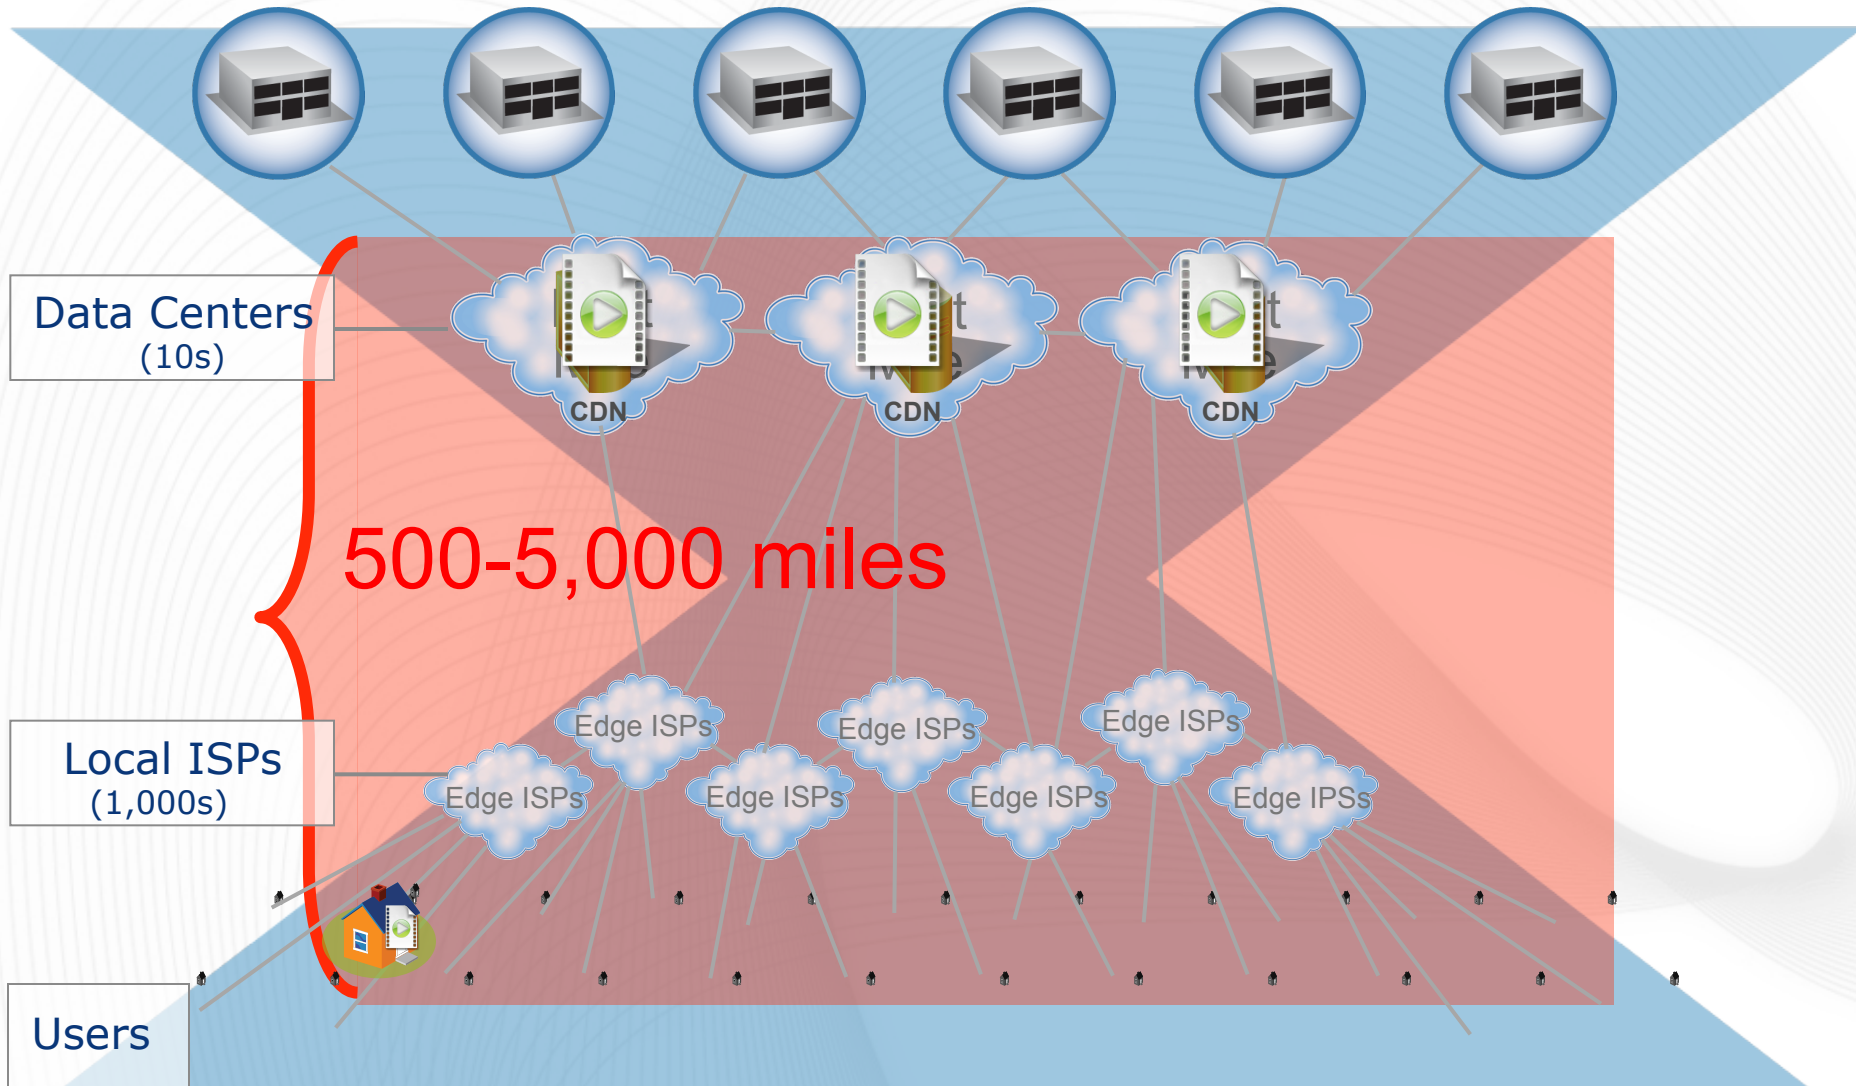 Data Centers
(10s)
CDN
CDN
CDN
500-5,000 miles
Edge ISPs
Edge ISPs
Edge ISPs
Local ISPs
(1,000s)
Edge ISPs
Edge ISPs
Edge ISPs
Edge IPSs
Users